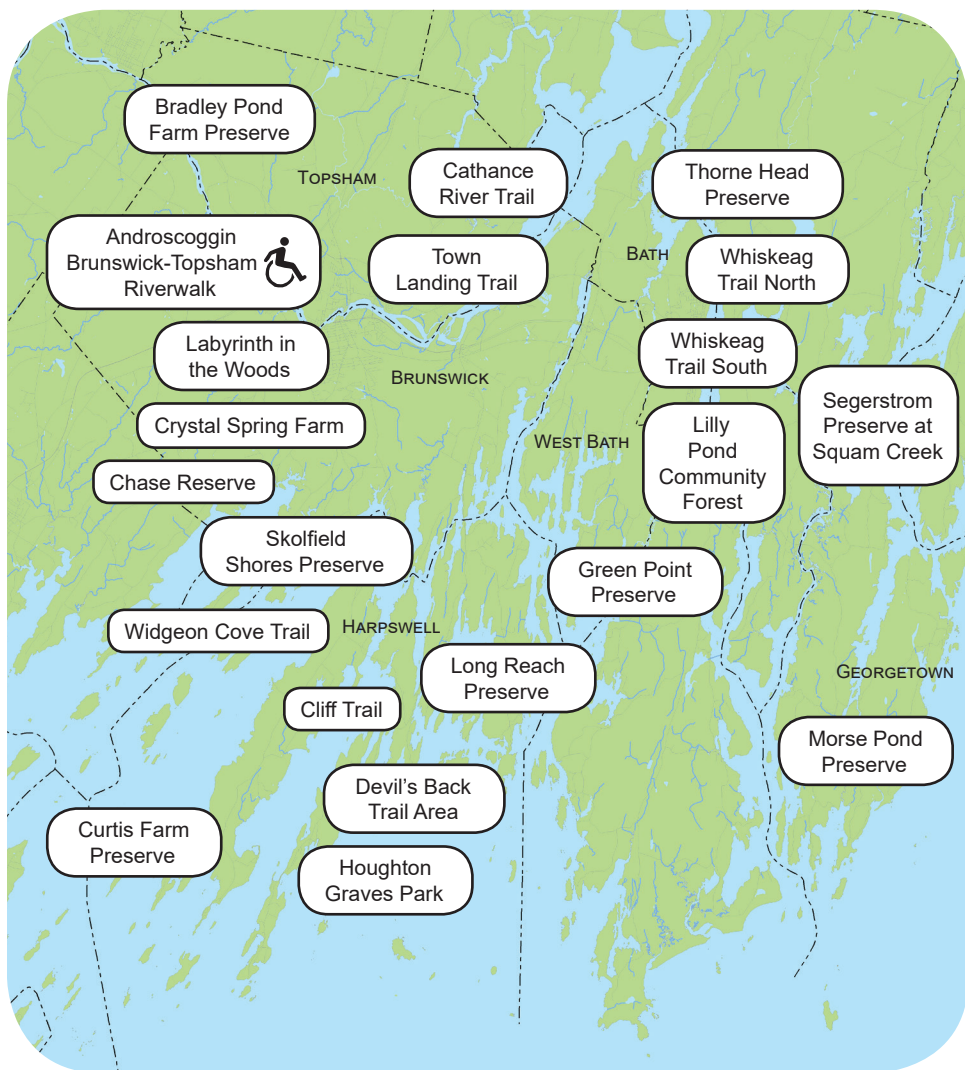 Bradley Pond
Farm Preserve
TOPSHAM
Cathance
River Trail
Thorne Head
Preserve
Androscoggin
Brunswick-Topsham
Riverwalk
Town
Landing Trail
BATH
Whiskeag
Trail North
Labyrinth in
the Woods
BRUNSWICK
Whiskeag
Trail South
Segerstrom
Preserve at
Squam Creek
Crystal Spring Farm
WEST BATH
Lilly
Pond
Community
Forest
Chase Reserve
Skolfield
Shores Preserve
Green Point
Preserve
Widgeon Cove Trail
HARPSWELL
Long Reach
Preserve
GEORGETOWN
Cliff Trail
Morse Pond
Preserve
Devil's Back
Trail Area
Curtis Farm
Preserve
Houghton
Graves Park